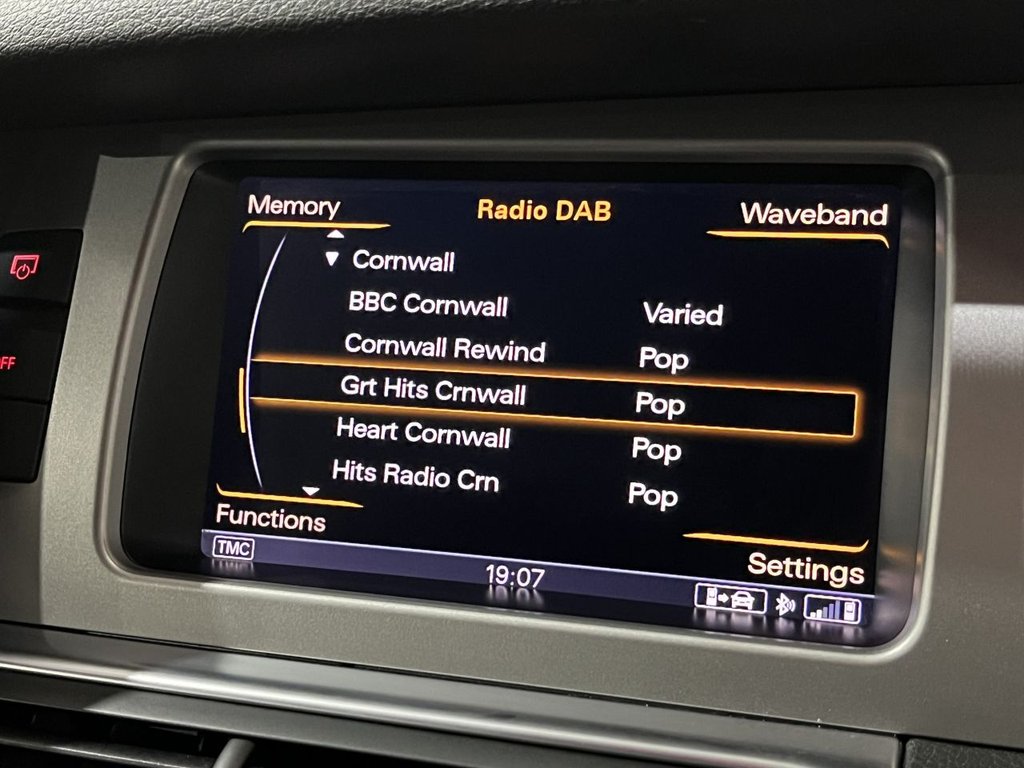 Memory Radio DAB Waveband
Cornwall
BBC Cornwall Varied
Cornwall Rewind Pop
Grt Hits Crnwall Pop
Heart Cornwall Pop
Hits Radio Crn Pop
Functions Settings
TMC 19:07